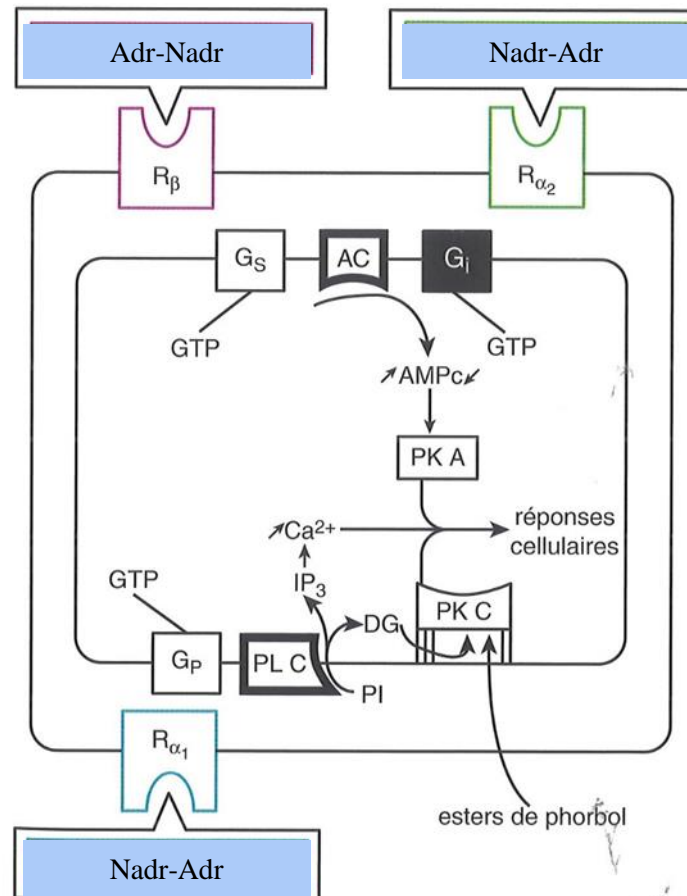 Adr-Nadr
Nadr-Adr
Rβ
Rα2
GS
AC
Gi
GTP
GTP
AMPc
PK A
Ca2+
réponses
cellulaires
GTP
IP3
DG
PK C
GP
PL C
PI
Rα1
esters de phorbol
Nadr-Adr